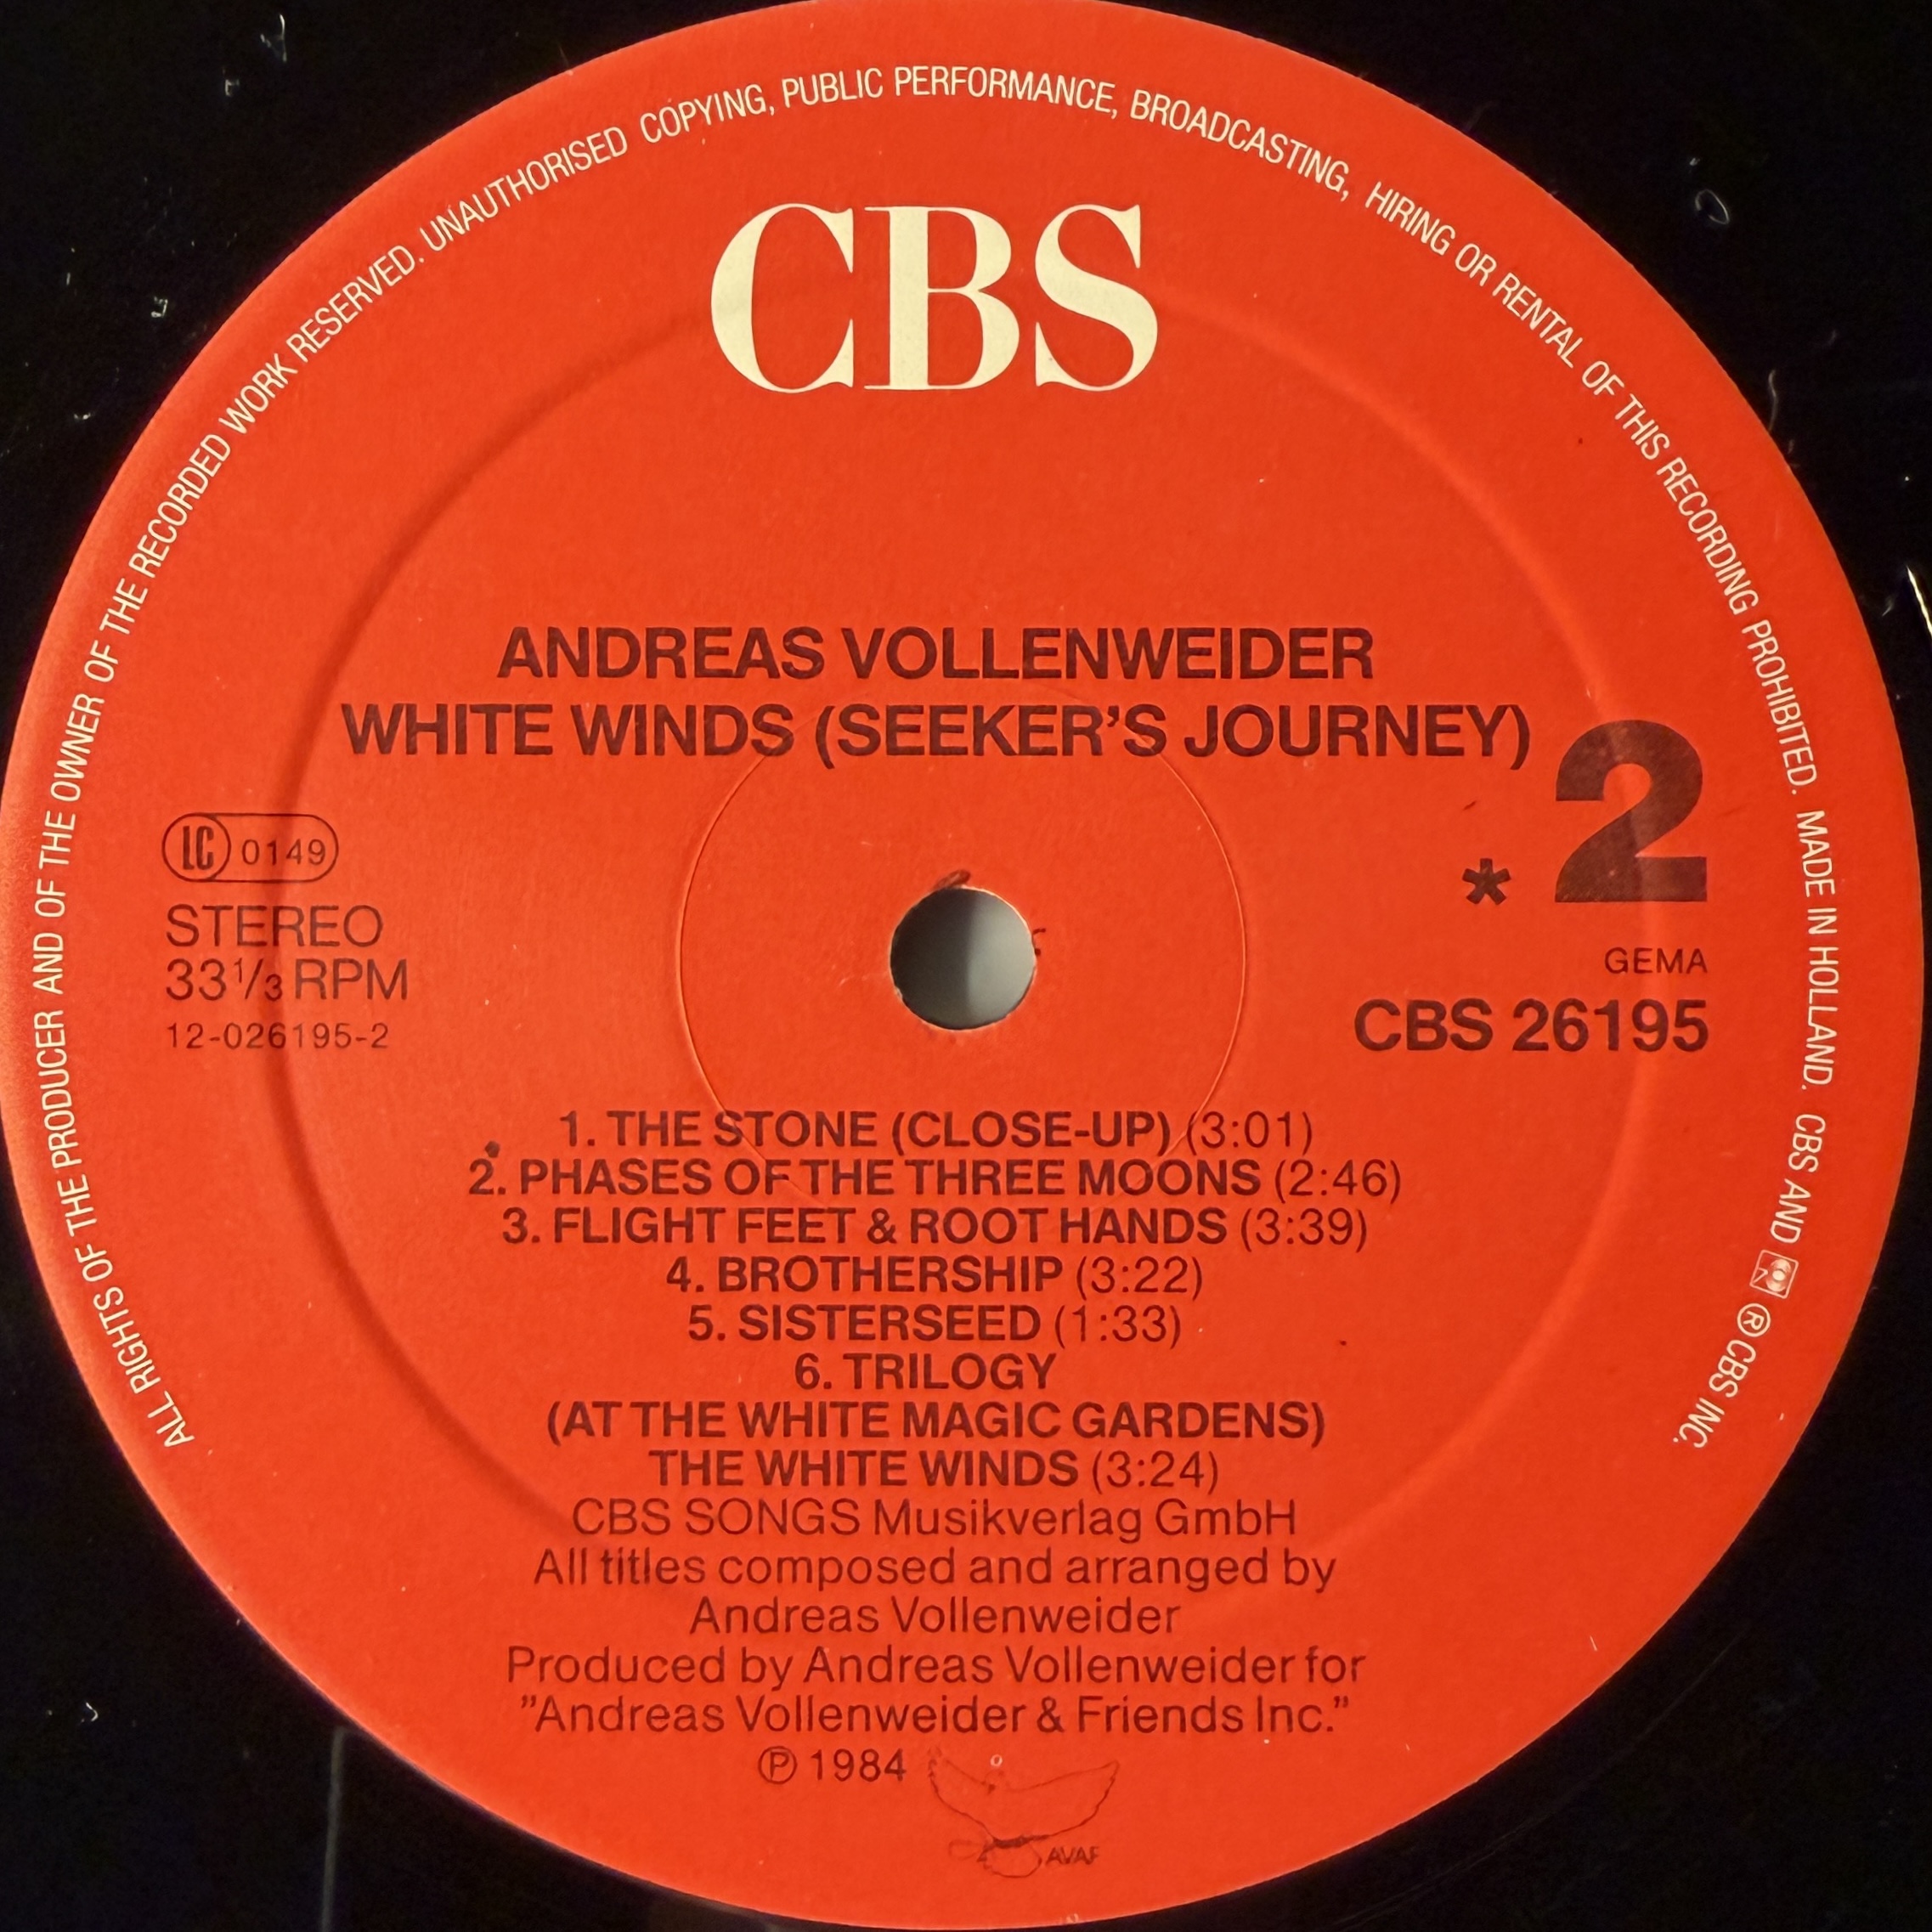 ALL RIGHTS OF THE PRODUCER AND OF THE OWNER OF THE RECORDED WORK RESERVED. UNAUTHORISED COPYING, PUBLIC PERFORMANCE, BROADCASTING, HIRING OR RENTAL OF THIS RECORDING PROHIBITED. MADE IN HOLLAND. CBS AND ® CBS INC.
CBS
ANDREAS VOLLENWEIDER
WHITE WINDS (SEEKER'S JOURNEY)
* 2
LC 0149
STEREO
33 1/3 RPM
12-026195-2
GEMA
CBS 26195
1. THE STONE (CLOSE-UP) (3:01)
2. PHASES OF THE THREE MOONS (2:46)
3. FLIGHT FEET & ROOT HANDS (3:39)
4. BROTHERSHIP (3:22)
5. SISTERSEED (1:33)
6. TRILOGY
(AT THE WHITE MAGIC GARDENS)
THE WHITE WINDS (3:24)
CBS SONGS Musikverlag GmbH
All titles composed and arranged by
Andreas Vollenweider
Produced by Andreas Vollenweider for
"Andreas Vollenweider & Friends Inc."
℗ 1984
AVAF